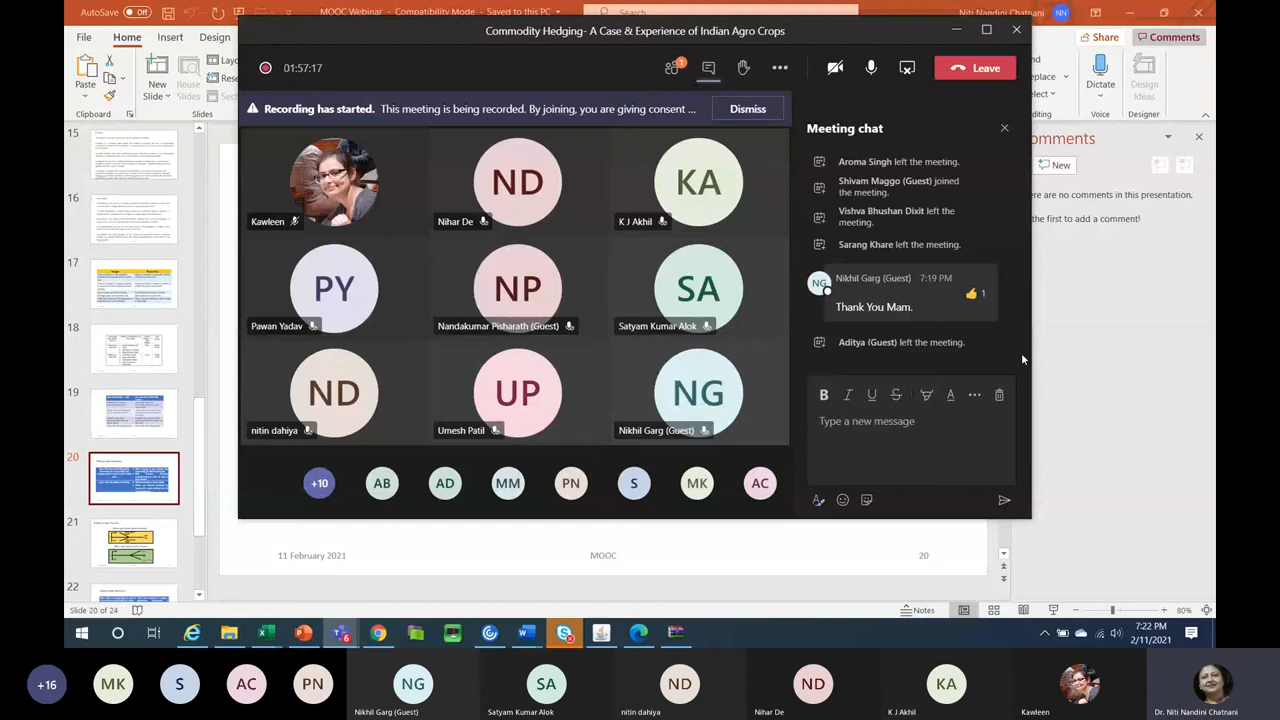 AutoSave Off
MOOC Webinar - Compatibility Mode - Saved to this PC
Search
Niti Nandini Chatnani
NN
File
Home
Insert
Design
Share
Comments
Paste
New
Slide
Reuse
Slides
Dictate
Design
Ideas
Clipboard
Slides
Voice
Designer
Commodity Hedging- A Case & Experience of Indian Agro Crops
01:57:17
1
Leave
Recording has started. This meeting is being recorded. By joining, you are giving consent ...
Dismiss
Kawleen
ND
Nihar De
KA
K J Akhil
PY
Pawan Yadav
NP
Nandakumar Pisharath (Guest)
SA
Satyam Kumar Alok
ND
nitin dahiya
UP
Umesh Patil
NG
Nikhil Garg (Guest)
+10
AB
AD
MM
PN
S
MK
AC
Meeting chat
Aroma Singh left the meeting.
Shivam Maggo (Guest) joined
the meeting.
Vishva Bhushan Dixit left the
meeting.
Sarang Khare left the meeting.
NG
khil Garg (Guest) 7:19 PM
1
Thank You Mam.
Aditya (Guest) left the meeting.
B I U S A
Type a new message
omments
New
ere are no comments in this presentation.
the first to add a comment!
15
16
17
18
19
20
21
22
11 February 2021
MOOC
20
Slide 20 of 24
Notes
80%
7:22 PM
2/11/2021
+16
MK
S
AC
PN
NG
Nikhil Garg (Guest)
SA
Satyam Kumar Alok
ND
nitin dahiya
ND
Nihar De
KA
K J Akhil
Kawleen
Dr. Niti Nandini Chatnani